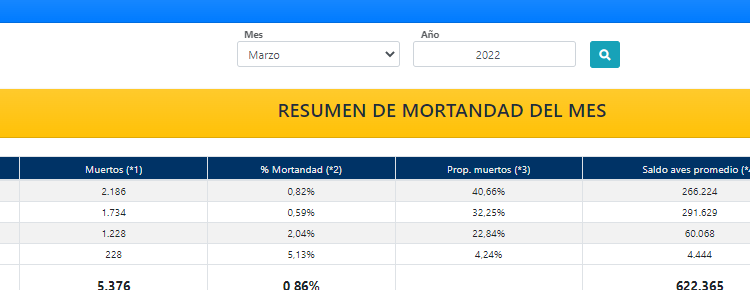 Mes Año
Marzo 2022
RESUMEN DE MORTANDAD DEL MES
Muertos (*1) % Mortandad (*2) Prop. muertos (*3) Saldo aves promedio (*4
2.186 0,82% 40,66% 266.224
1.734 0,59% 32,25% 291.629
1.228 2,04% 22,84% 60.068
228 5,13% 4,24% 4.444
5.376 0,86% 622.365